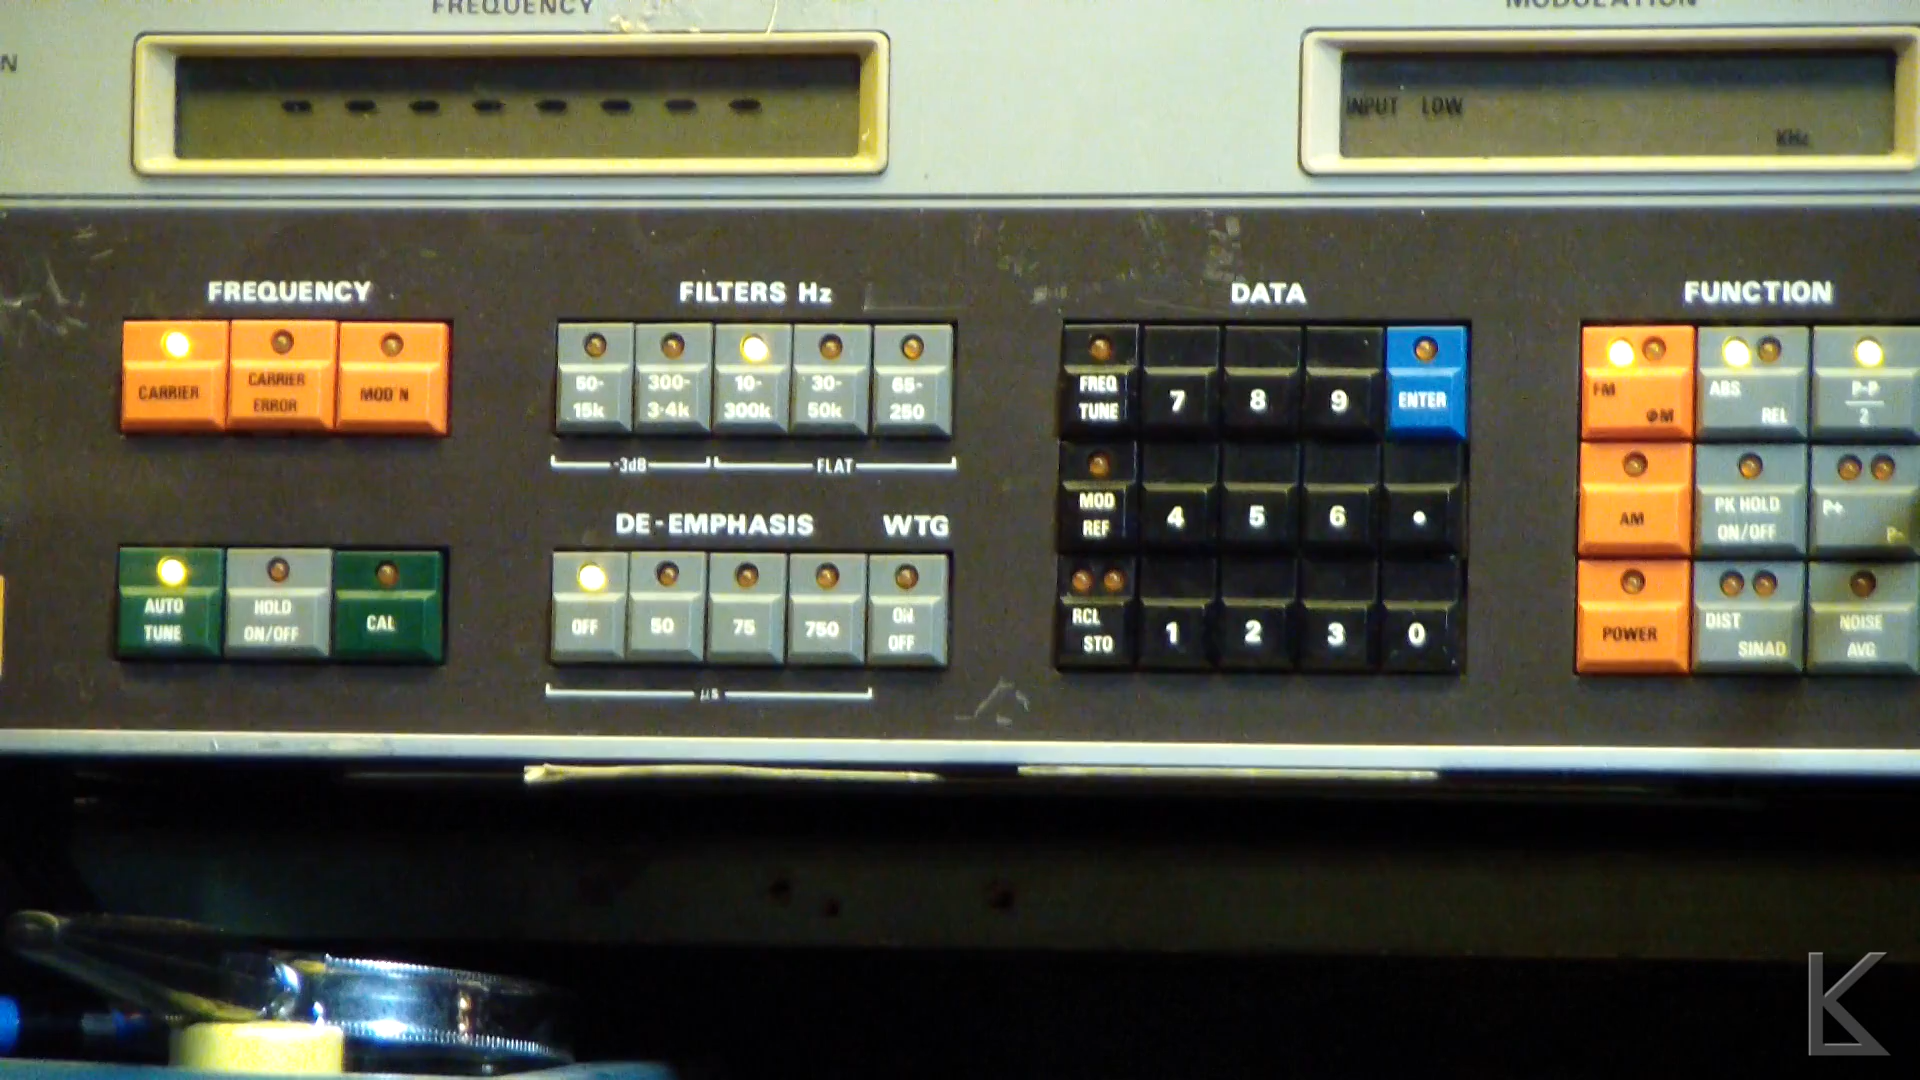 FREQUENCY
MODULATION
N
- - - - - - - -
INPUT LOW
KHz
FREQUENCY
FILTERS Hz
DATA
FUNCTION
CARRIER
CARRIER
ERROR
MOD N
50-
15k
300-
3·4k
10-
300k
30-
50k
65-
250
-3dB
FLAT
FREQ
TUNE
7
8
9
ENTER
FM
ΦM
ABS
REL
P-P
2
MOD
REF
4
5
6
•
AM
PK HOLD
ON/OFF
P+
P-
DE-EMPHASIS
WTG
AUTO
TUNE
HOLD
ON/OFF
CAL
OFF
50
75
750
ON
OFF
µs
RCL
STO
1
2
3
0
POWER
DIST
SINAD
NOISE
AVG
K